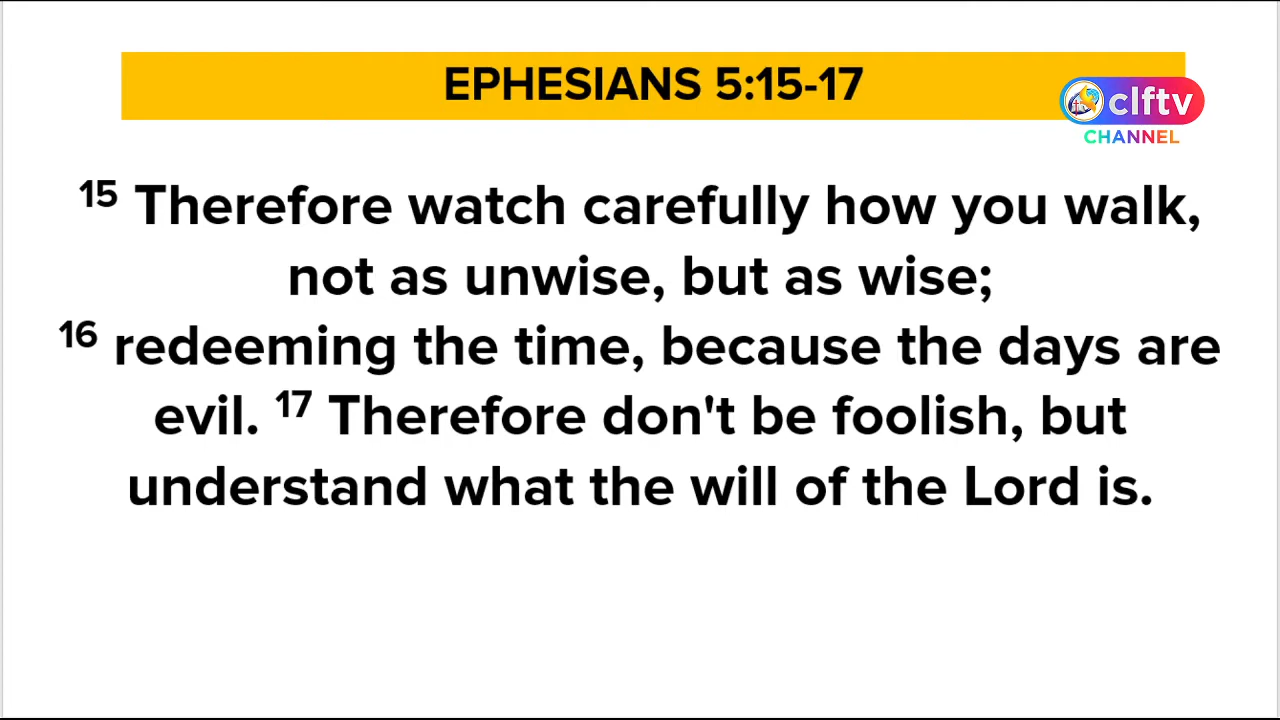 EPHESIANS 5:15-17
clftv
CHANNEL
15 Therefore watch carefully how you walk,
not as unwise, but as wise;
16 redeeming the time, because the days are
evil. 17 Therefore don't be foolish, but
understand what the will of the Lord is.